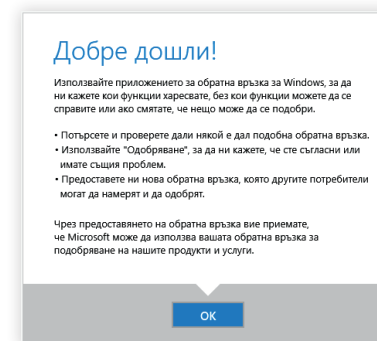 Добре дошли!
Използвайте приложението за обратна връзка за Windows, за да
ни кажете кои функции харесвате, без кои функции можете да се
справите или ако смятате, че нещо може да се подобри.
• Потърсете и проверете дали някой е дал подобна обратна връзка.
• Използвайте "Одобряване", за да ни кажете, че сте съгласни или
имате същия проблем.
• Предоставете ни нова обратна връзка, която другите потребители
могат да намерят и да одобрят.
Чрез предоставянето на обратна връзка вие приемате,
че Microsoft може да използва вашата обратна връзка за
подобряване на нашите продукти и услуги.
ОК